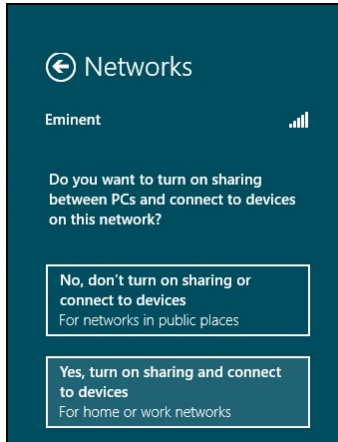 Networks
Eminent
Do you want to turn on sharing
between PCs and connect to devices
on this network?
No, don't turn on sharing or
connect to devices
For networks in public places
Yes, turn on sharing and connect
to devices
For home or work networks